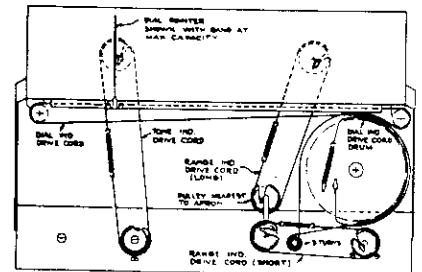 DIAL POINTER
SHOWN WITH GANG AT
MAX CAPACITY
DIAL IND
DRIVE CORD
TONE IND.
DRIVE CORD
RANGE IND
DRIVE CORD
(LONG)
PULLEY NEAREST
TO APRON
DIAL IND
DRIVE CORD
DRUM
RANGE IND.
DRIVE CORD (SHORT)
3 TURNS